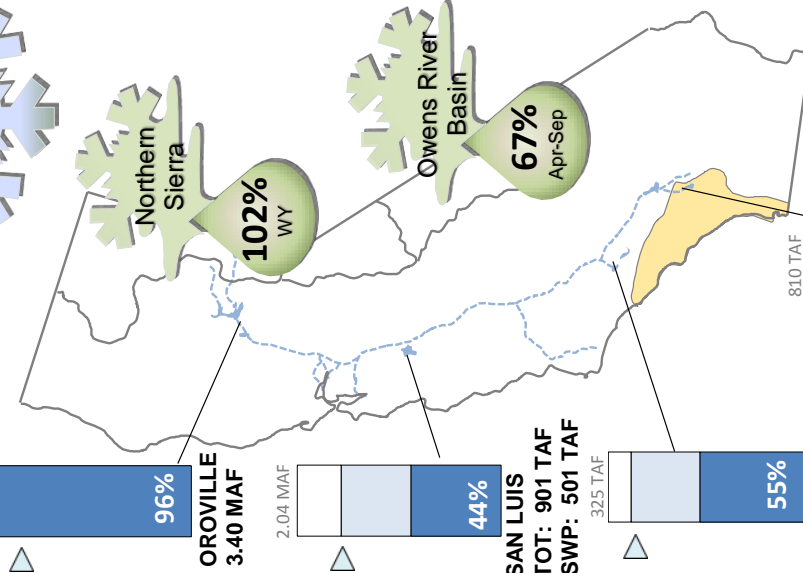 Northern
Sierra
102%
WY
Owens River
Basin
67%
Apr-Sep
96%
OROVILLE
3.40 MAF
2.04 MAF
44%
SAN LUIS
TOT: 901 TAF
SWP: 501 TAF
325 TAF
55%
810 TAF